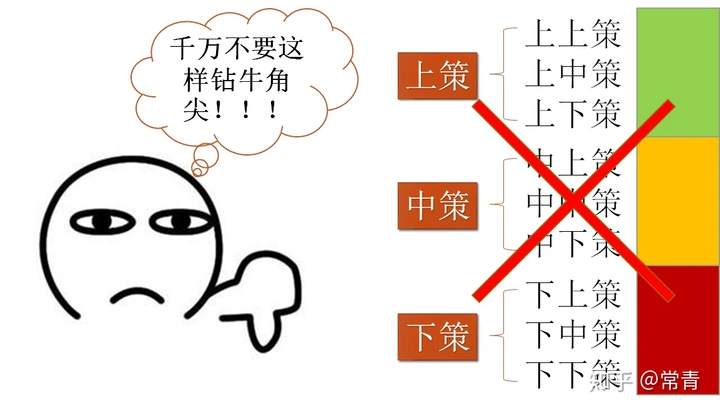 千万不要这
样钻牛角
尖！！！
上策
上上策
上中策
上下策
中策
中上策
中中策
中下策
下策
下上策
下中策
下下策
知乎 @常青